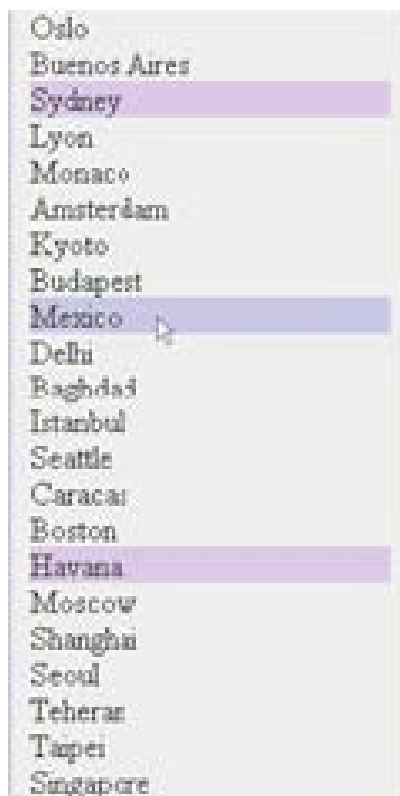 Oslo
Buenos Aires
Sydney
Lyon
Monaco
Amsterdam
Kyoto
Budapest
Mexico
Delhi
Baghdad
Istanbul
Seattle
Caracas
Boston
Havana
Moscow
Shanghai
Seoul
Teheran
Taipei
Singapore